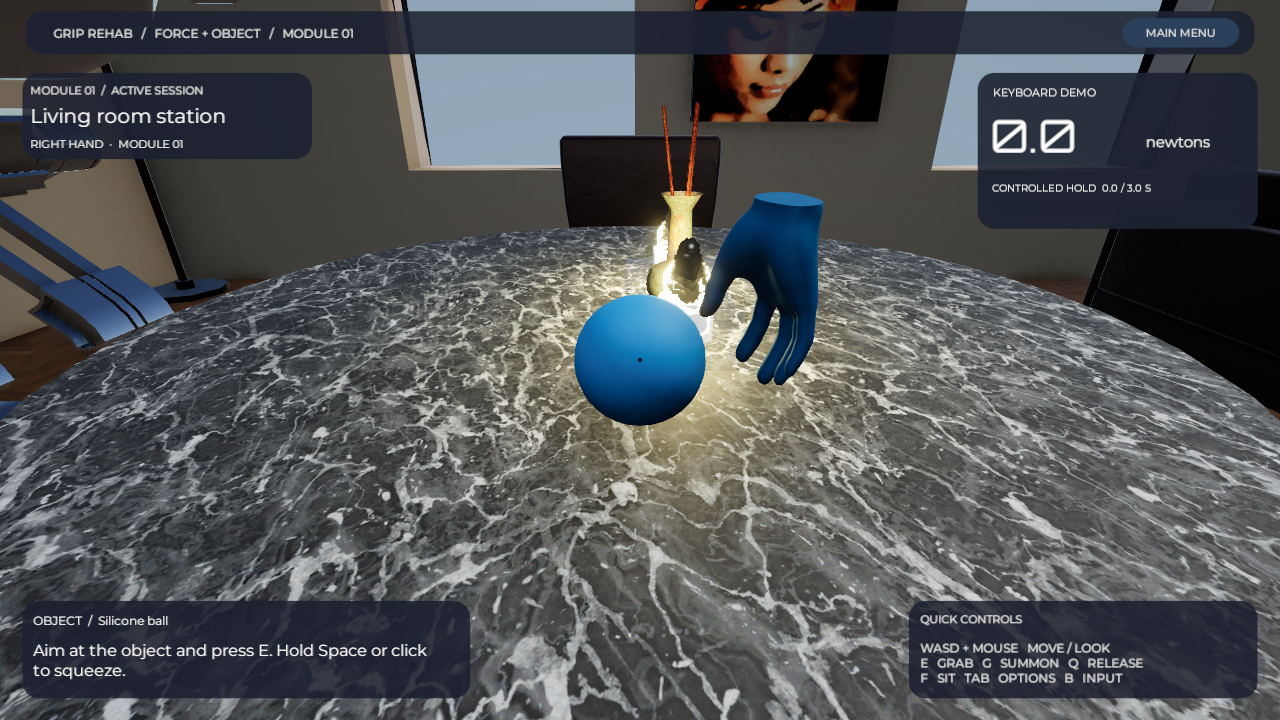 GRIP REHAB / FORCE + OBJECT / MODULE 01
MAIN MENU
MODULE 01 / ACTIVE SESSION
Living room station
RIGHT HAND · MODULE 01
KEYBOARD DEMO
0.0 newtons
CONTROLLED HOLD 0.0 / 3.0 S
OBJECT / Silicone ball
Aim at the object and press E. Hold Space or click
to squeeze.
QUICK CONTROLS
WASD + MOUSE MOVE / LOOK
E GRAB G SUMMON Q RELEASE
F SIT TAB OPTIONS B INPUT